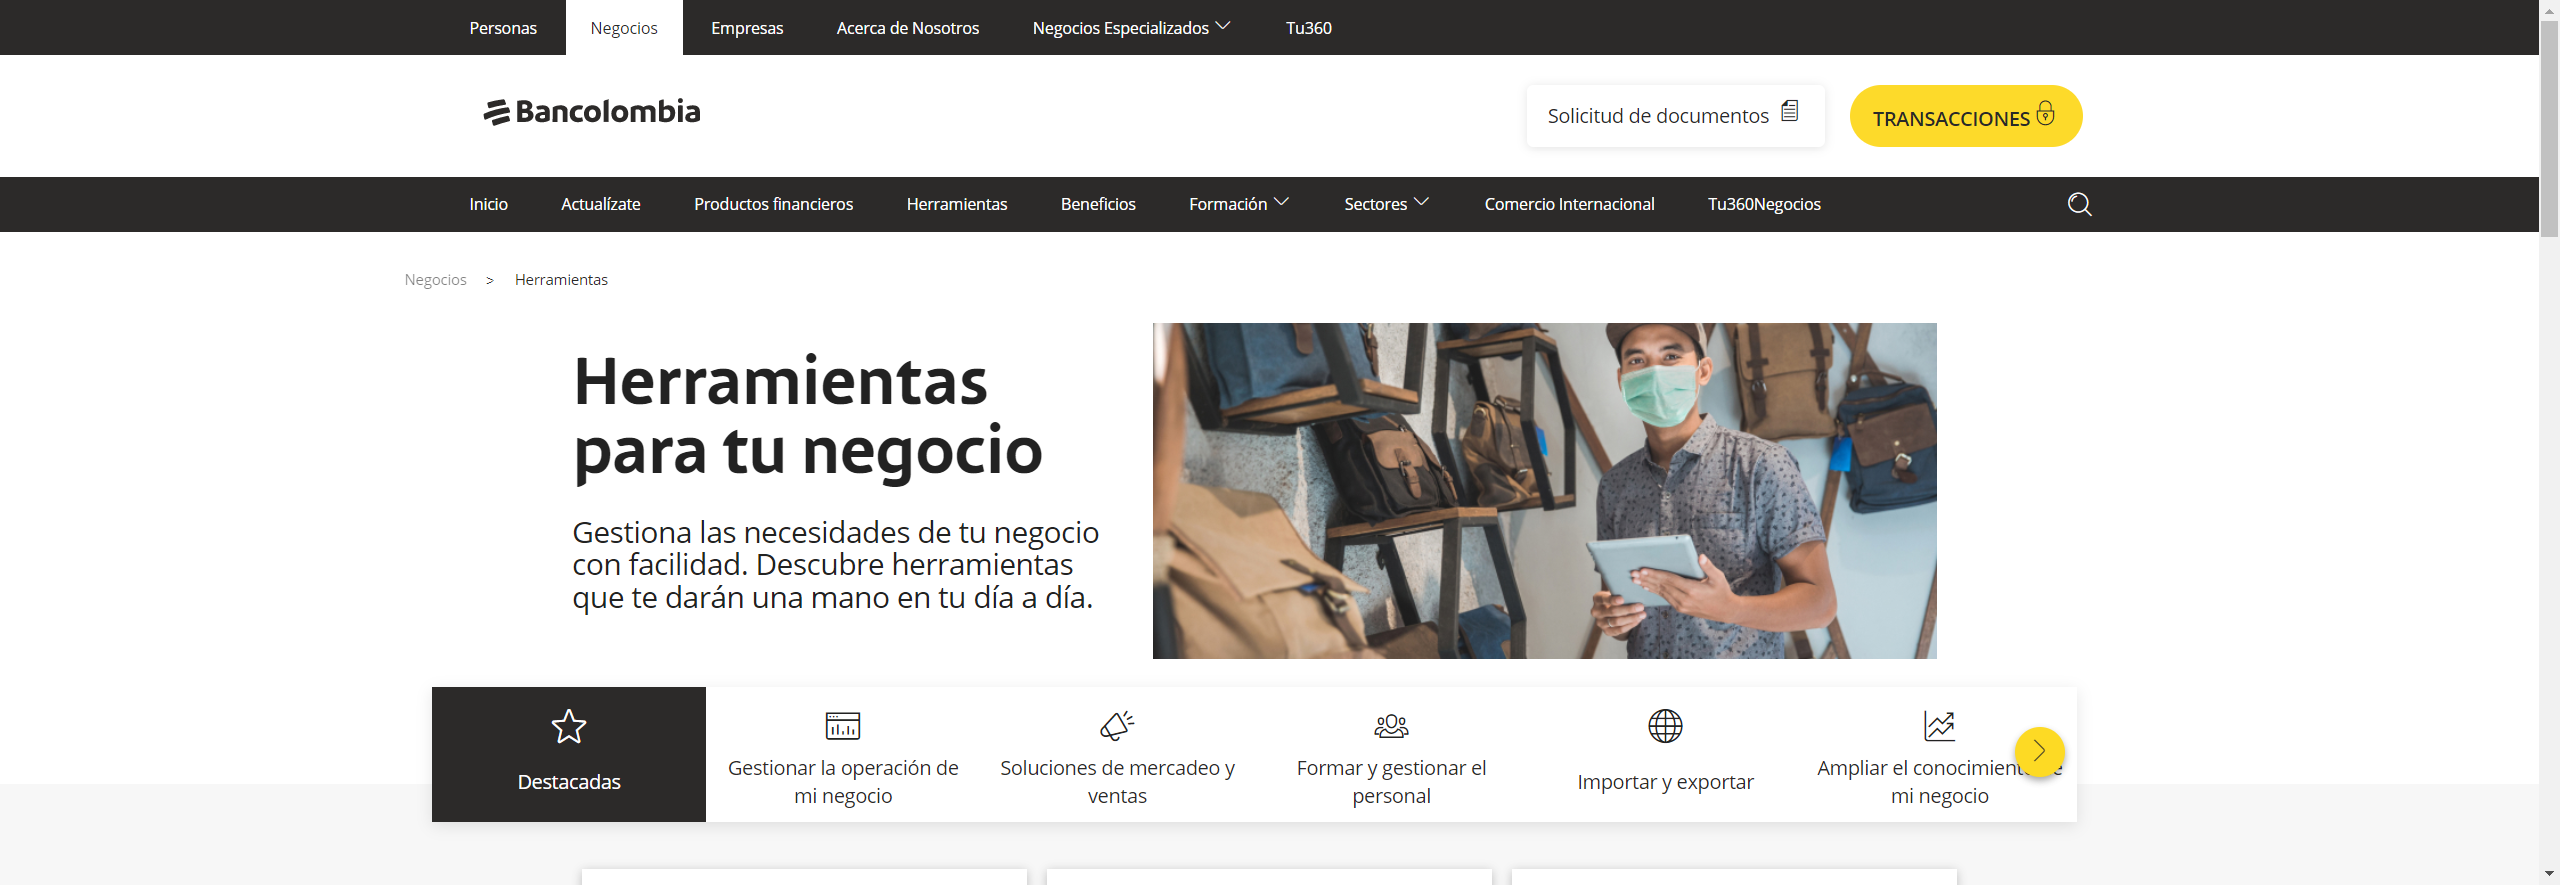 Personas Negocios Empresas Acerca de Nosotros Negocios Especializados Tu360
Bancolombia
Solicitud de documentos
TRANSACCIONES
Inicio Actualízate Productos financieros Herramientas Beneficios Formación Sectores Comercio Internacional Tu360Negocios
Negocios > Herramientas
Herramientas
para tu negocio
Gestiona las necesidades de tu negocio
con facilidad. Descubre herramientas
que te darán una mano en tu día a día.
Destacadas
Gestionar la operación de
mi negocio
Soluciones de mercadeo y
ventas
Formar y gestionar el
personal
Importar y exportar
Ampliar el conocimiento
mi negocio